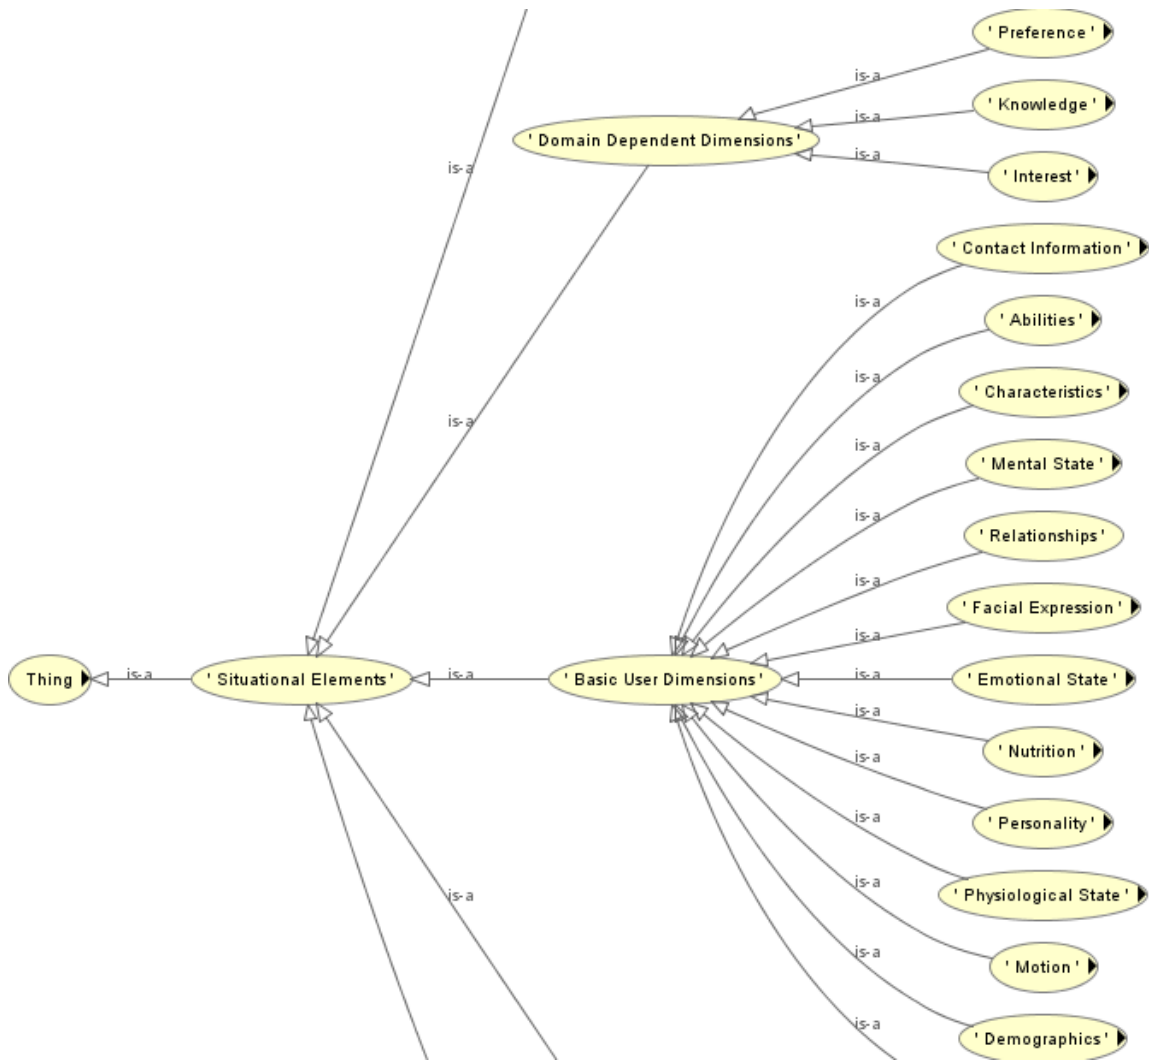 ' Preference '
is-a
' Knowledge '
is-a
' Domain Dependent Dimensions'
is-a
is-a
' Interest '
' Contact Information '
is-a
' Abilities '
is-a
' Characteristics '
is-a
is-a
' Mental State '
is-a
' Relationships'
is-a
' Facial Expression '
is-a
Thing
is-a
' Situational Elements'
is-a
' Basic User Dimensions'
is-a
' Emotional State '
is-a
' Nutrition '
is-a
' Personality '
is-a
is-a
' Physiological State '
is-a
' Motion '
is-a
' Demographics '
is-a